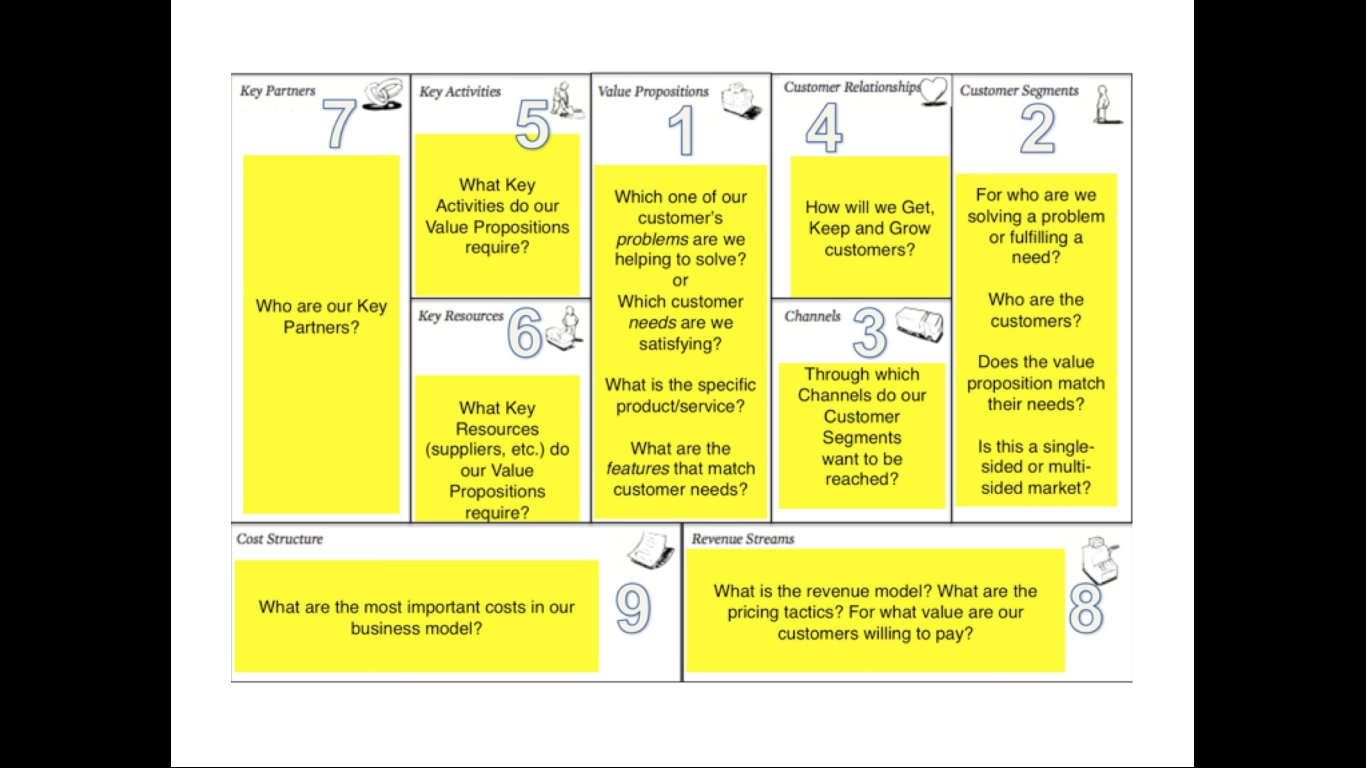 Key Partners
7
Who are our Key
Partners?
Key Activities
5
What Key
Activities do our
Value Propositions
require?
Key Resources
6
What Key
Resources
(suppliers, etc.) do
our Value
Propositions
require?
Value Propositions
1
Which one of our
customer's
problems are we
helping to solve?
or
Which customer
needs are we
satisfying?
What is the specific
product/service?
What are the
features that match
customer needs?
Customer Relationships
4
How will we Get,
Keep and Grow
customers?
Channels
3
Through which
Channels do our
Customer
Segments
want to be
reached?
Customer Segments
2
For who are we
solving a problem
or fulfilling a
need?
Who are the
customers?
Does the value
proposition match
their needs?
Is this a single-
sided or multi-
sided market?
Cost Structure
9
What are the most important costs in our
business model?
Revenue Streams
8
What is the revenue model? What are the
pricing tactics? For what value are our
customers willing to pay?